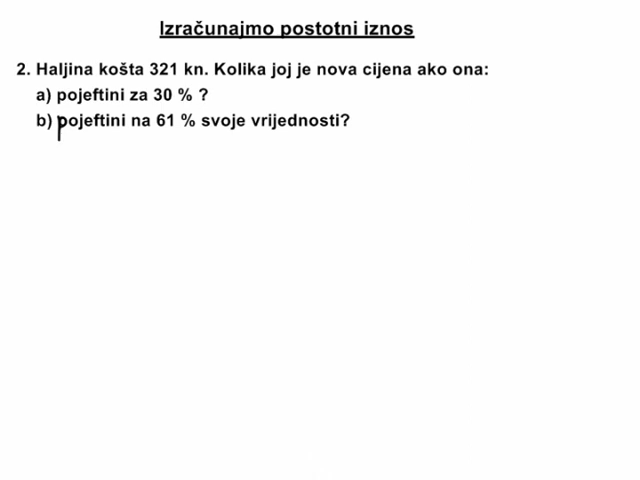 Izračunajmo postotni iznos
2. Haljina košta 321 kn. Kolika joj je nova cijena ako ona:
a) pojeftini za 30 % ?
b) pojeftini na 61 % svoje vrijednosti?